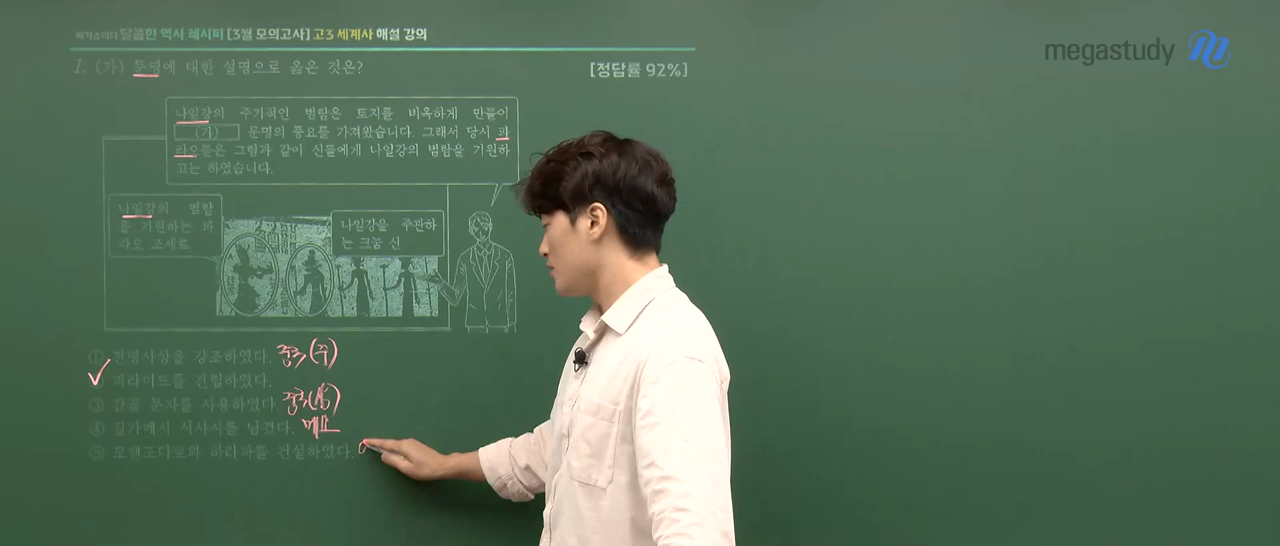 메가스터디 달콤한 역사 레시피 [3월 모의고사] 고3 세계사 해설 강의
megastudy
1. (가) 문명에 대한 설명으로 옳은 것은?
[정답률 92%]
나일강의 주기적인 범람은 토지를 비옥하게 만들어
(가) 문명의 풍요를 가져왔습니다. 그래서 당시 파
라오들은 그림과 같이 신들에게 나일강의 범람을 기원하
고는 하였습니다.
나일강의 범람
을 기원하는 파
라오 조세르
나일강을 주관하
는 크눔 신
① 천명사상을 강조하였다. 중국(주)
② 피라미드를 건립하였다.
③ 갑골 문자를 사용하였다. 중국(상)
④ 길가메시 서사시를 남겼다. 메소
⑤ 모헨조다로와 하라파를 건설하였다.